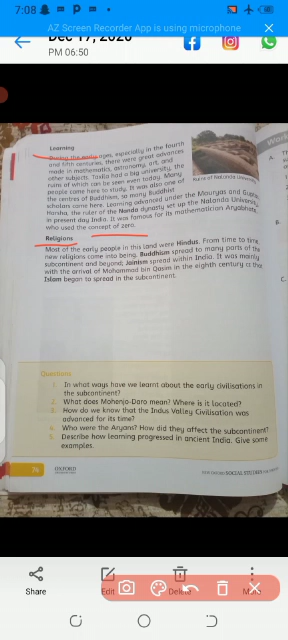 7:08
AZ Screen Recorder App is using microphone
Dec 17, 2020
PM 06:50
Learning
During the early ages, especially in the fourth
and fifth centuries, there were great advances
made in mathematics, astronomy, art, and
other subjects. Taxila had a big university, the
ruins of which can be seen even today. Many
people came here to study. It was also one of
the centres of Buddhism, so many Buddhist
scholars came here. Learning advanced under the Mauryas and Guptas.
Harsha, the ruler of the Nanda dynasty set up the Nalanda University
in present day India. It was famous for its mathematician Aryabhata,
who used the concept of zero.
Ruins of Nalanda University
Religions
Most of the early people in this land were Hindus. From time to time,
new religions came into being. Buddhism spread to many parts of the
subcontinent and beyond; Jainism spread within India. It was mainly
with the arrival of Mohammad bin Qasim in the eighth century CE that
Islam began to spread in the subcontinent.
Questions
1. In what ways have we learnt about the early civilisations in
the subcontinent?
2. What does Mohenjo-Daro mean? Where is it located?
3. How do we know that the Indus Valley Civilisation was
advanced for its time?
4. Who were the Aryans? How did they affect the subcontinent?
5. Describe how learning progressed in ancient India. Give some
examples.
74
OXFORD
A.
B.
C.
Share
Edit
Delete
More